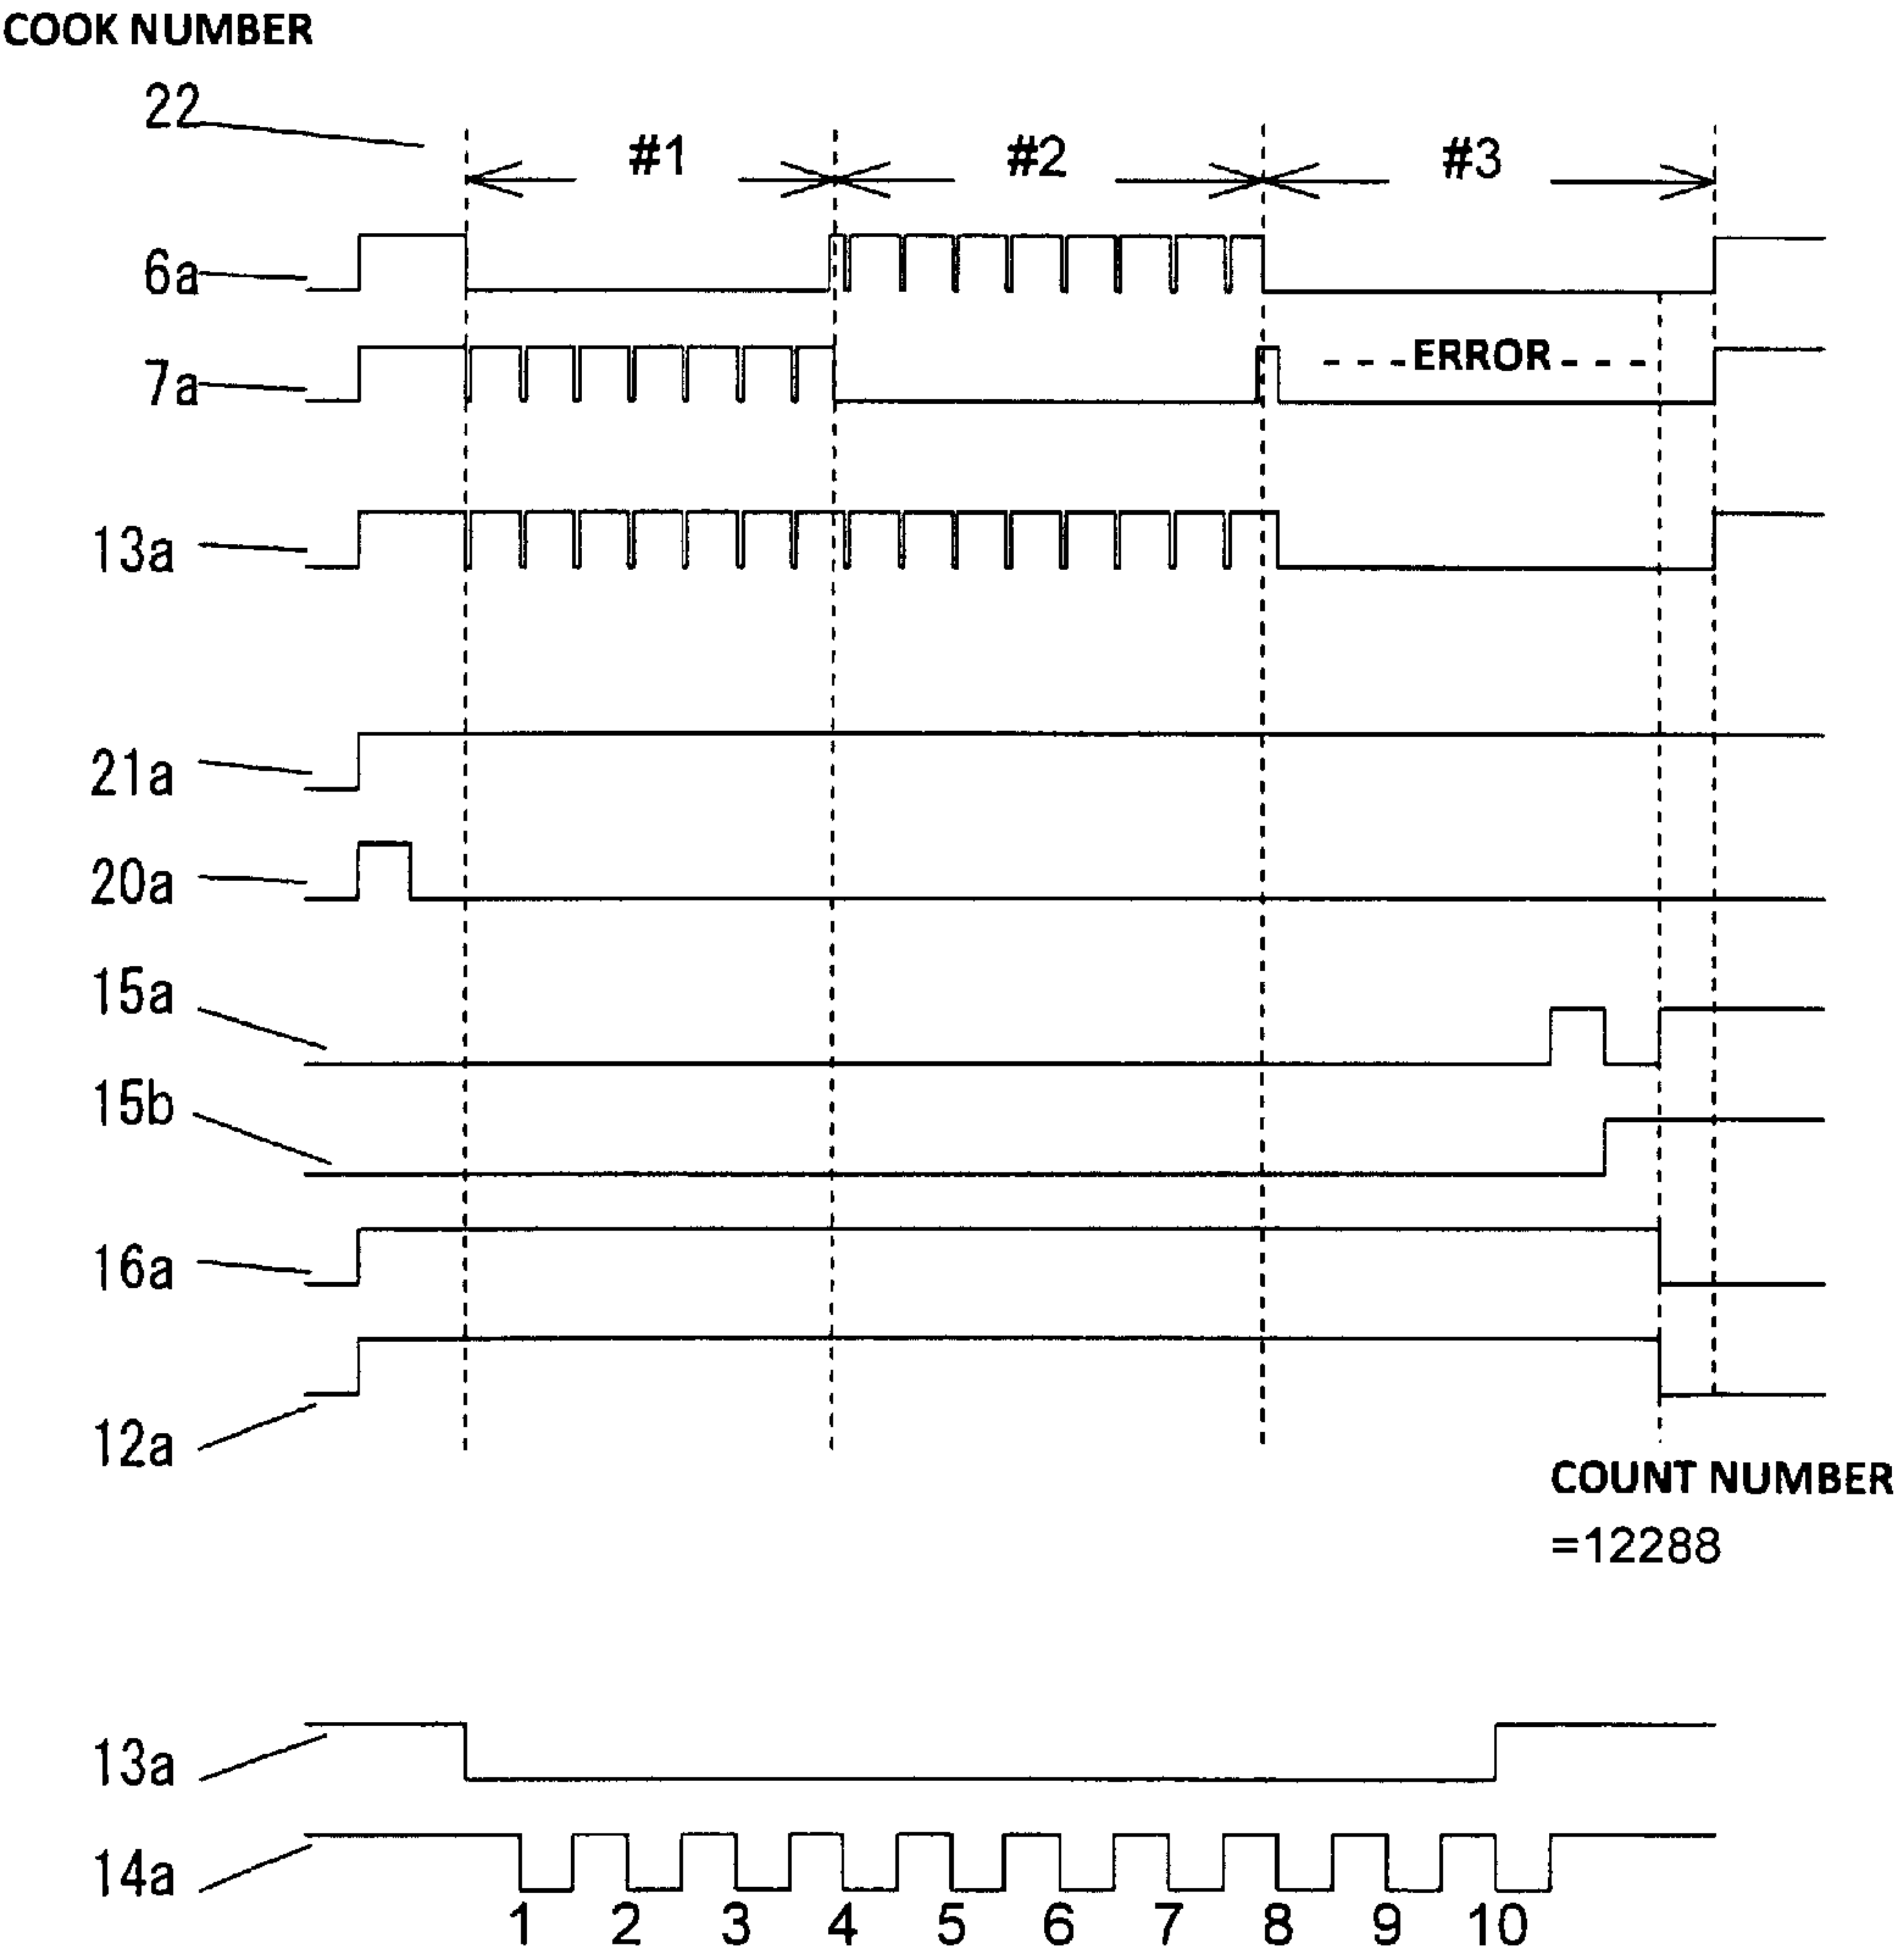 COOK NUMBER
22
#1 #2 #3
6a
7a
---ERROR---
13a
21a
20a
15a
15b
16a
12a
COUNT NUMBER
=12288
13a
14a
1 2 3 4 5 6 7 8 9 10